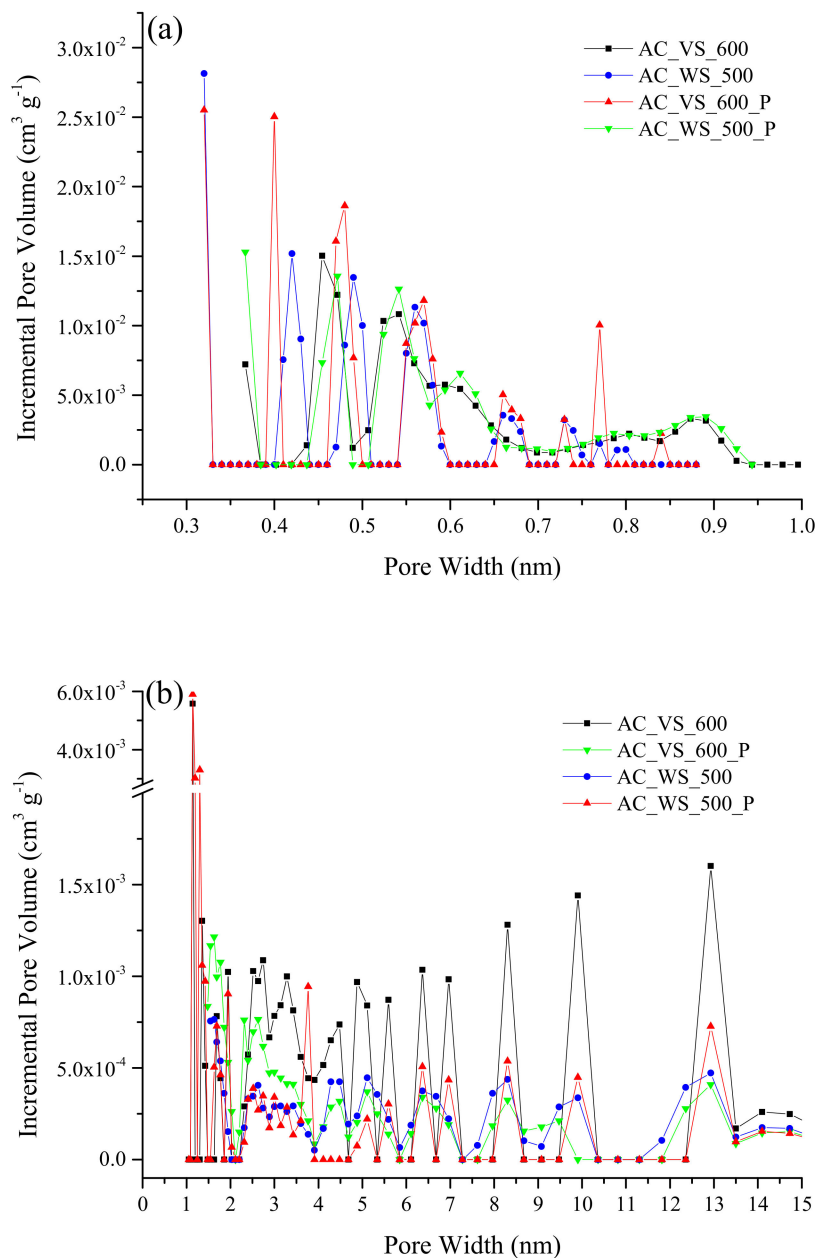 (a)
AC_VS_600
AC_WS_500
AC_VS_600_P
AC_WS_500_P
3.0x10⁻²
2.5x10⁻²
2.0x10⁻²
1.5x10⁻²
1.0x10⁻²
5.0x10⁻³
0.0
Incremental Pore Volume (cm³ g⁻¹)
0.3 0.4 0.5 0.6 0.7 0.8 0.9 1.0
Pore Width (nm)
(b)
AC_VS_600
AC_VS_600_P
AC_WS_500
AC_WS_500_P
6.0x10⁻³
4.0x10⁻³
1.5x10⁻³
1.0x10⁻³
5.0x10⁻⁴
0.0
Incremental Pore Volume (cm³ g⁻¹)
0 1 2 3 4 5 6 7 8 9 10 11 12 13 14 15
Pore Width (nm)